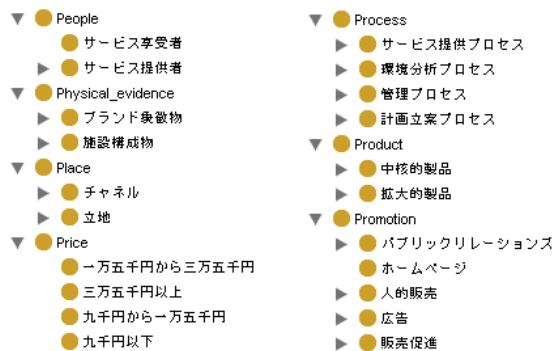 People
サービス享受者
サービス提供者
Physical_evidence
ブランド象徴物
施設構成物
Place
チャネル
立地
Price
一万五千円から三万五千円
三万五千円以上
九千円から一万五千円
九千円以下
Process
サービス提供プロセス
環境分析プロセス
管理プロセス
計画立案プロセス
Product
中核的製品
拡大的製品
Promotion
パブリックリレーションズ
ホームページ
人的販売
広告
販売促進